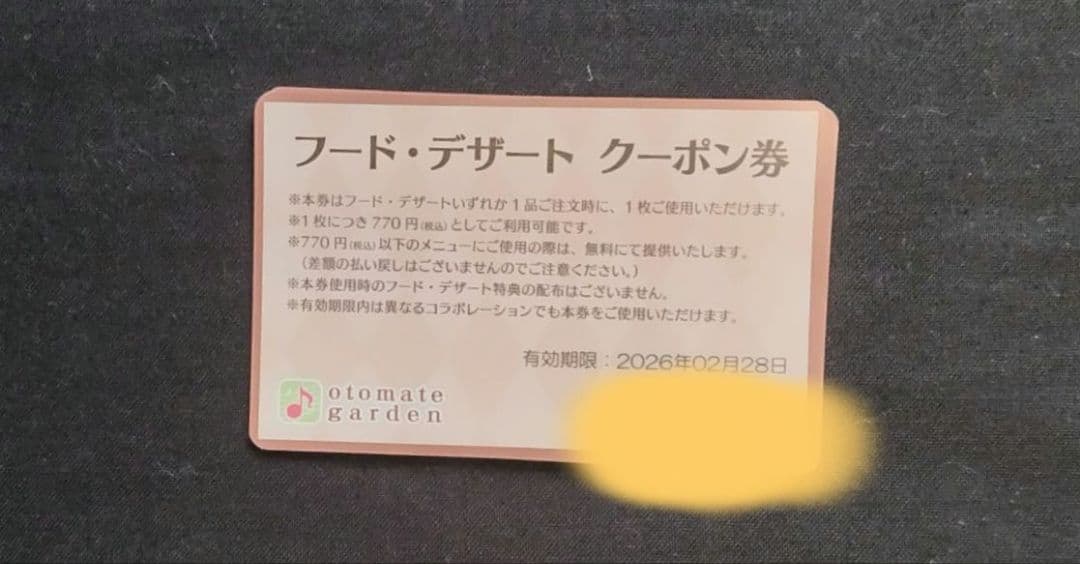 フード・デザート クーポン券
※本券はフード・デザートいずれか1品ご注文時に、1枚ご使用いただけます。
※1枚につき770円(税込)としてご利用可能です。
※770円(税込)以下のメニューにご使用の際は、無料にて提供いたします。
（差額の払い戻しはございませんのでご注意ください。）
※本券使用時のフード・デザート特典の配布はございません。
※有効期限内は異なるコラボレーションでも本券をご使用いただけます。
有効期限：2026年02月28日
otomate
garden